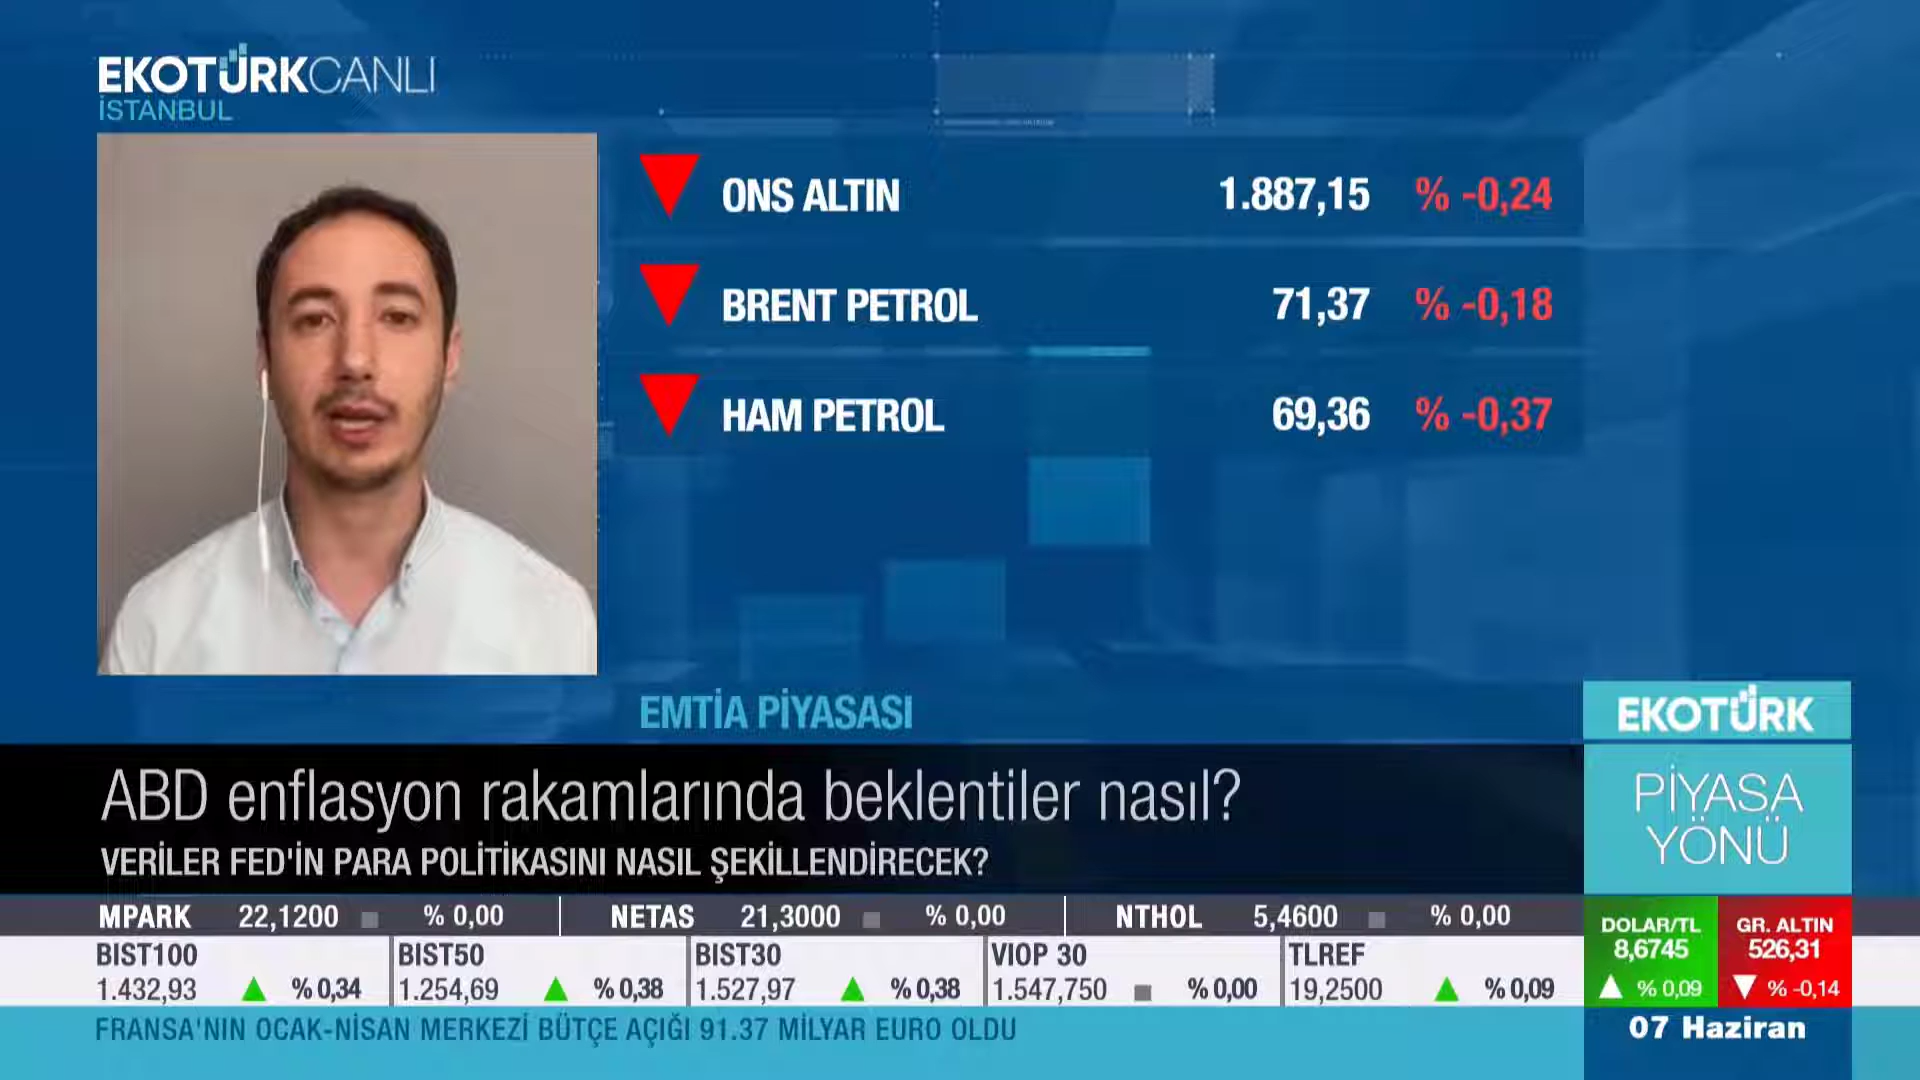 EKOTÜRKCANLI
İSTANBUL
ONS ALTIN 1.887,15 % -0,24
BRENT PETROL 71,37 % -0,18
HAM PETROL 69,36 % -0,37
EMTİA PİYASASI
EKOTÜRK
PİYASA
YÖNÜ
ABD enflasyon rakamlarında beklentiler nasıl?
VERİLER FED'İN PARA POLİTİKASINI NASIL ŞEKİLLENDİRECEK?
MPARK 22,1200 % 0,00 NETAS 21,3000 % 0,00 NTHOL 5,4600 % 0,00
BIST100 BIST50 BIST30 VIOP 30 TLREF
1.432,93 % 0,34 1.254,69 % 0,38 1.527,97 % 0,38 1.547,750 % 0,00 19,2500 % 0,09
DOLAR/TL GR. ALTIN
8,6745 526,31
% 0,09 % -0,14
FRANSA'NIN OCAK-NİSAN MERKEZİ BÜTÇE AÇIĞI 91.37 MİLYAR EURO OLDU
07 Haziran